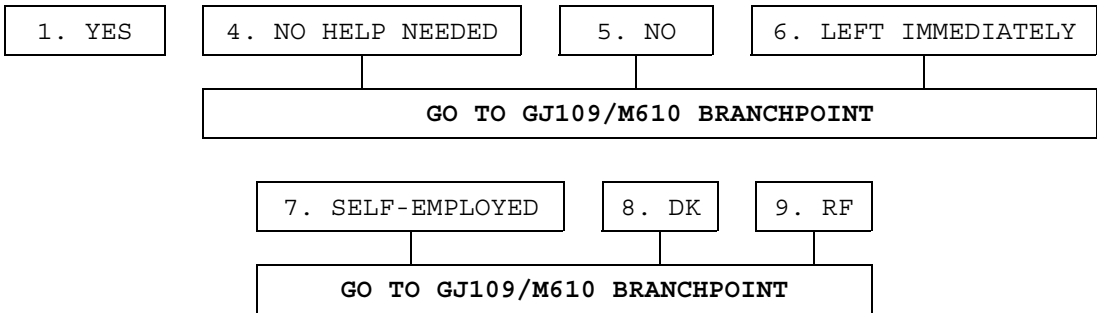 1. YES 4. NO HELP NEEDED 5. NO 6. LEFT IMMEDIATELY
GO TO GJ109/M610 BRANCHPOINT
7. SELF-EMPLOYED 8. DK 9. RF
GO TO GJ109/M610 BRANCHPOINT